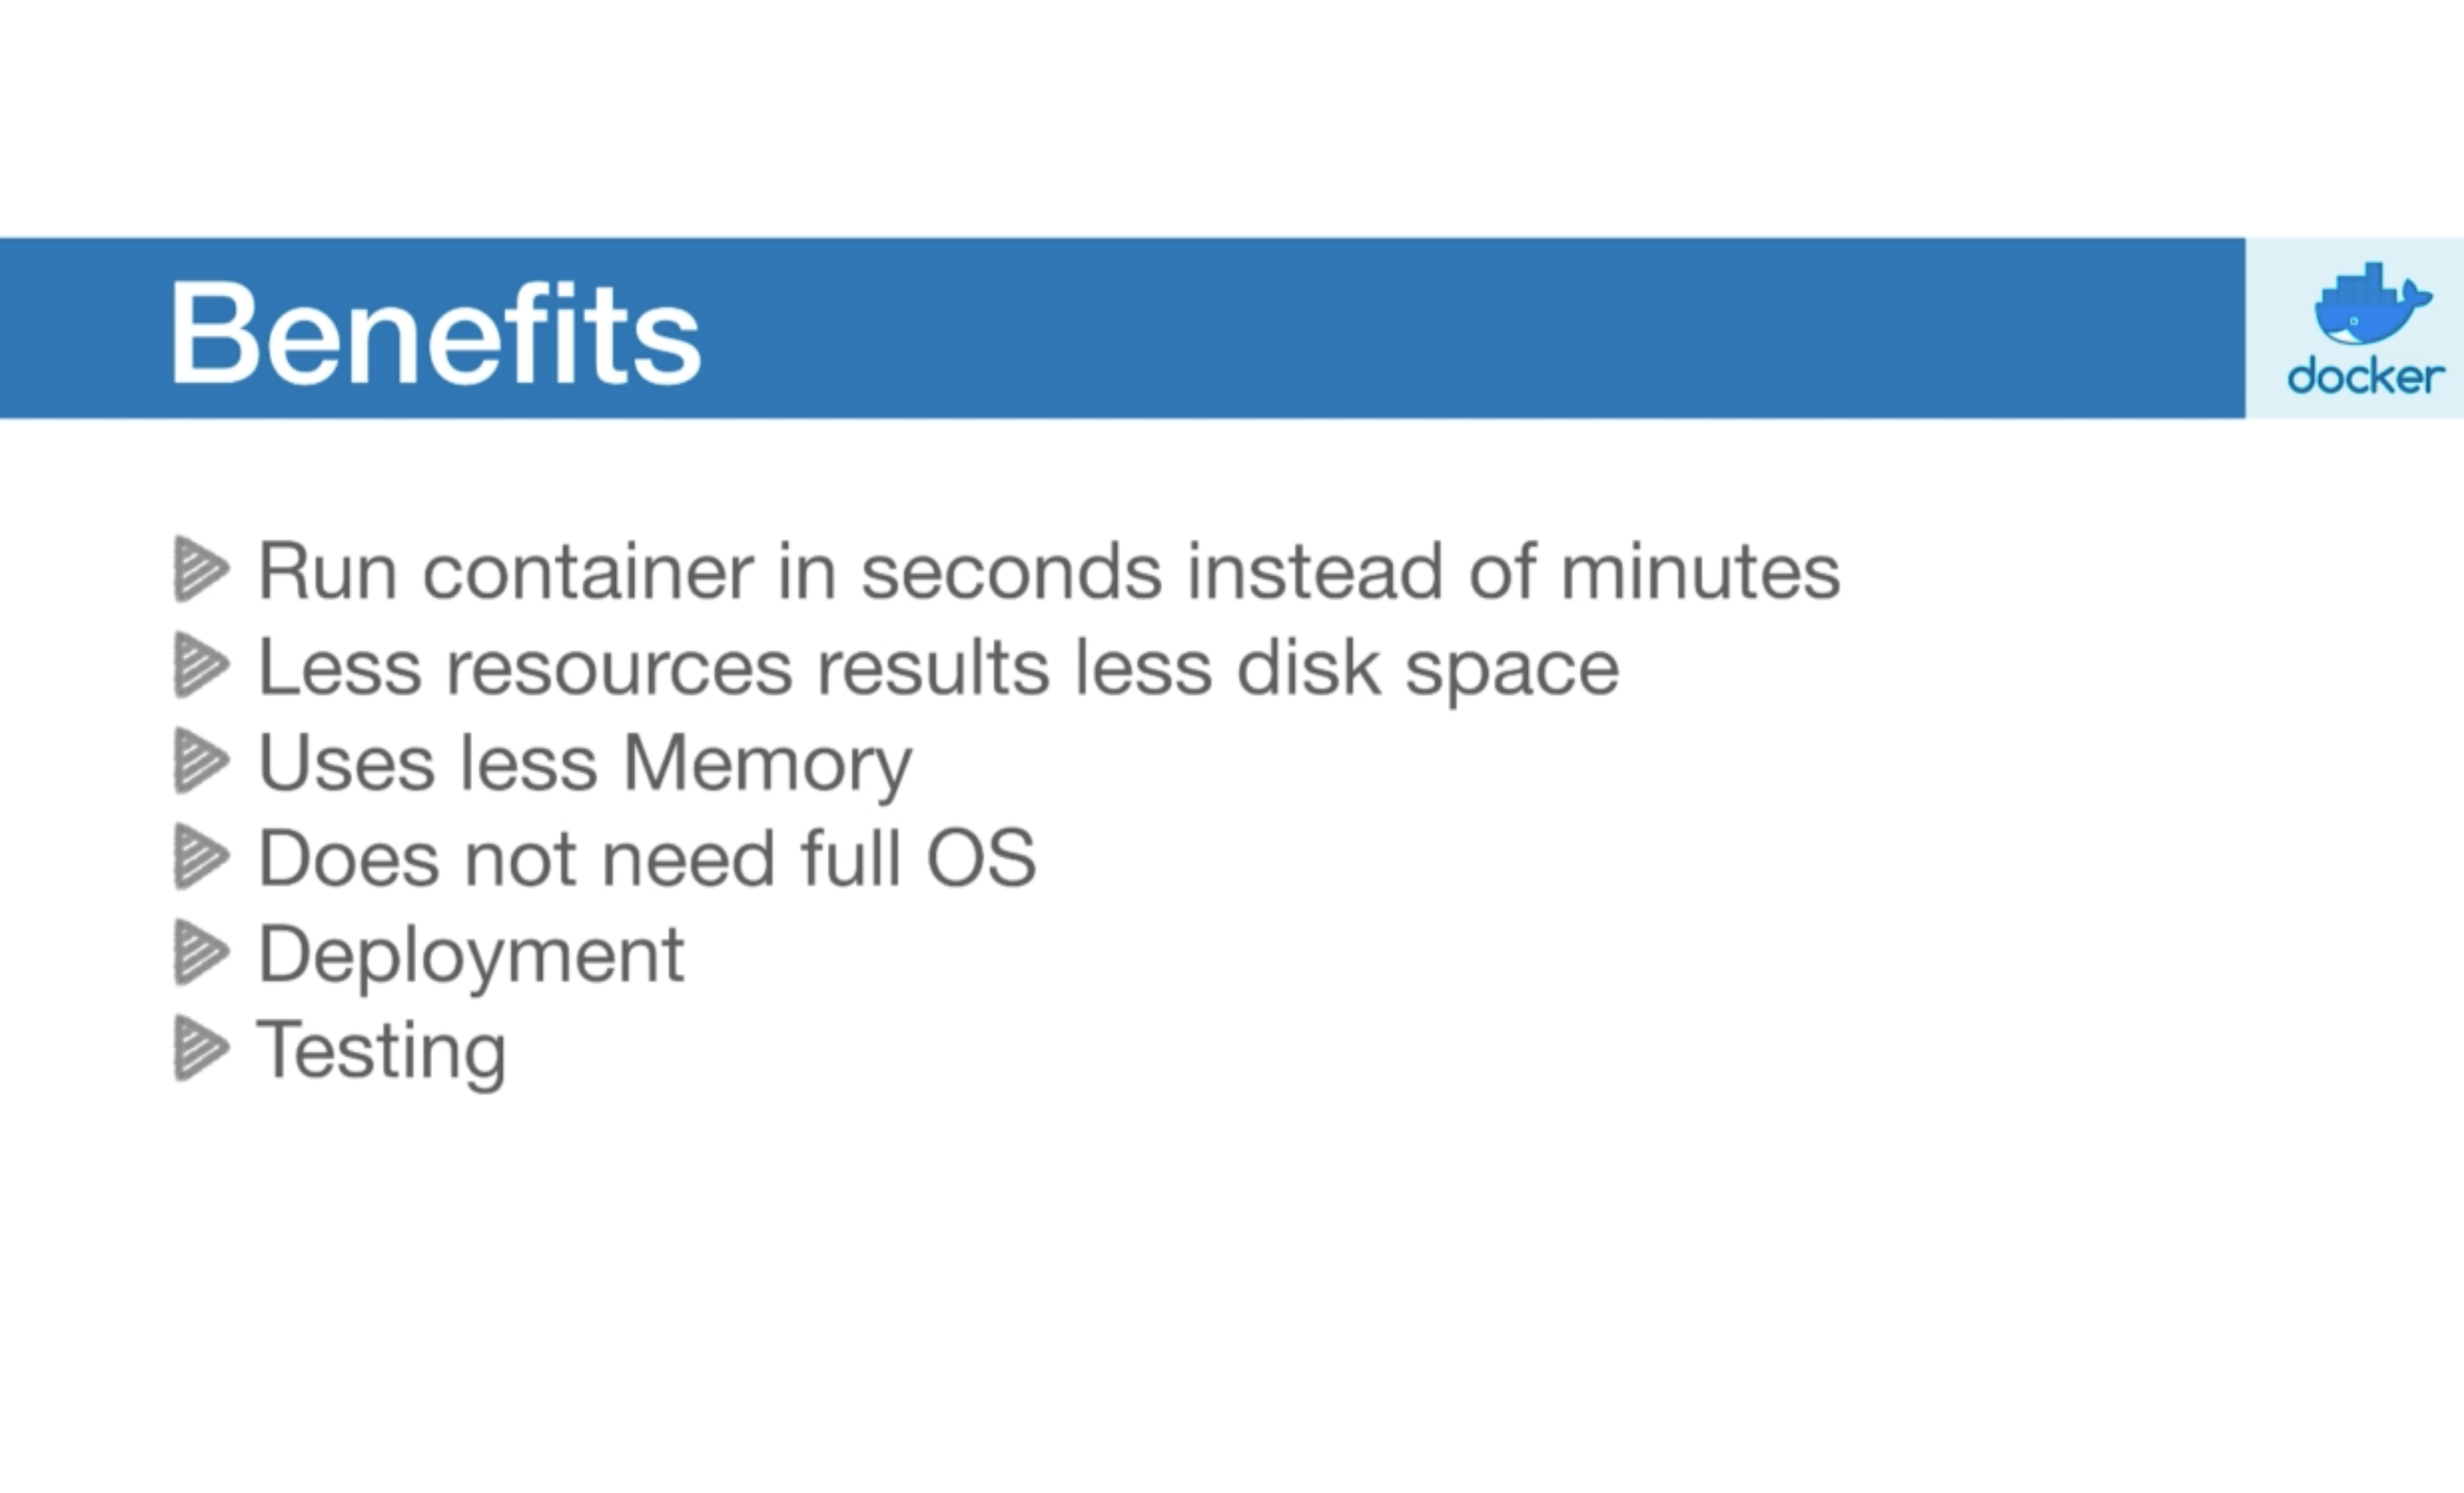 Benefits
docker
Run container in seconds instead of minutes
Less resources results less disk space
Uses less Memory
Does not need full OS
Deployment
Testing